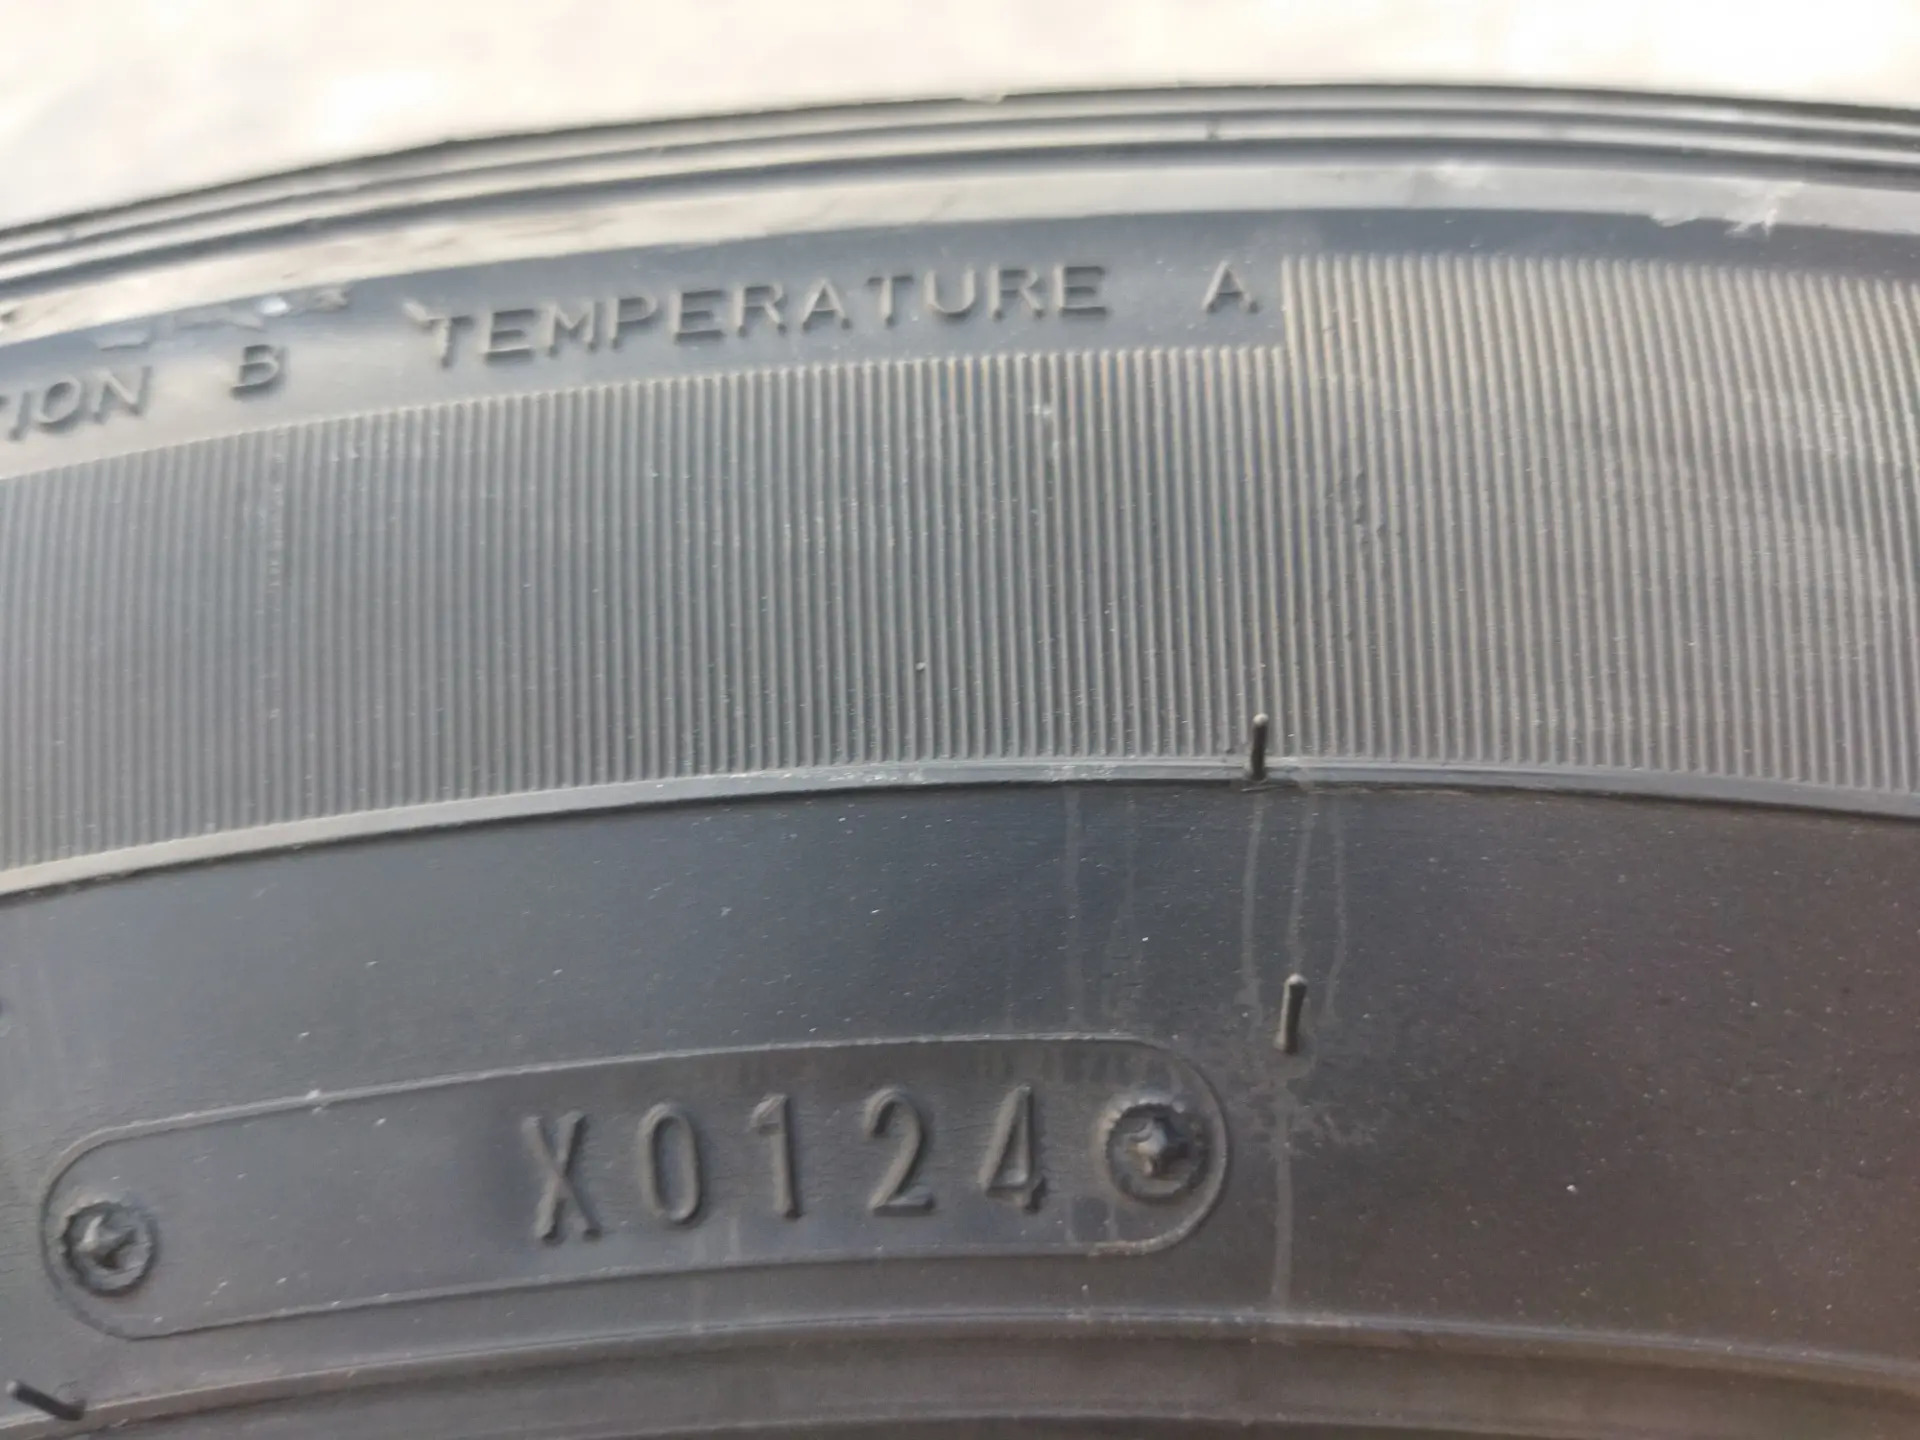 TION B TEMPERATURE A
X0124